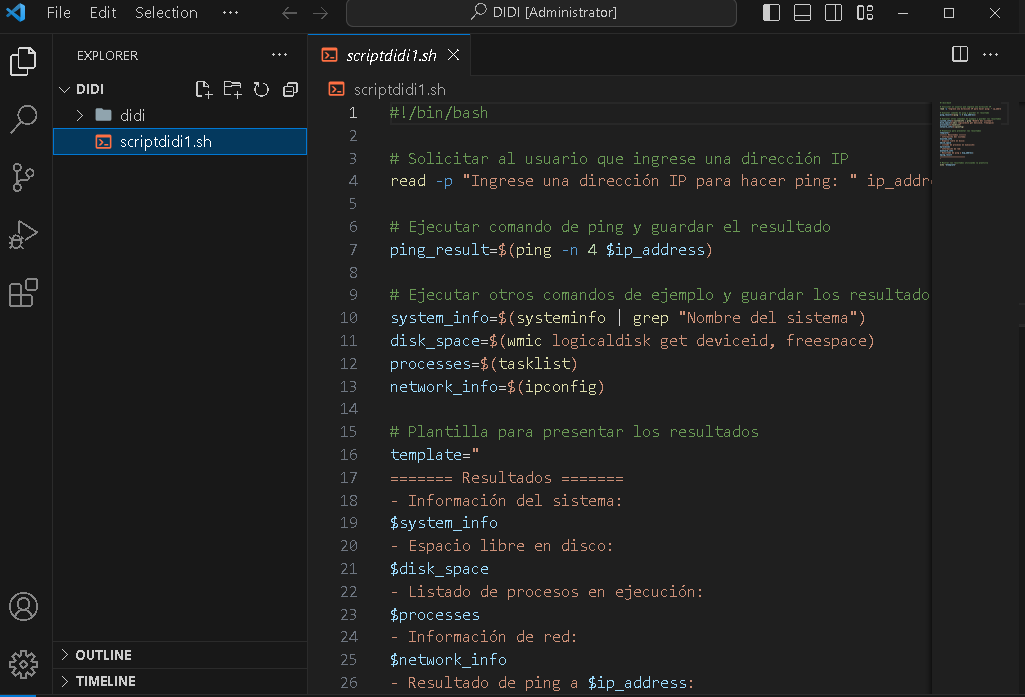 File Edit Selection ··· DIDI [Administrator]
EXPLORER ···
DIDI
didi
scriptdidi1.sh
OUTLINE
TIMELINE
scriptdidi1.sh
scriptdidi1.sh
1 #!/bin/bash
2
3 # Solicitar al usuario que ingrese una dirección IP
4 read -p "Ingrese una dirección IP para hacer ping: " ip_addr
5
6 # Ejecutar comando de ping y guardar el resultado
7 ping_result=$(ping -n 4 $ip_address)
8
9 # Ejecutar otros comandos de ejemplo y guardar los resultado
10 system_info=$(systeminfo | grep "Nombre del sistema")
11 disk_space=$(wmic logicaldisk get deviceid, freespace)
12 processes=$(tasklist)
13 network_info=$(ipconfig)
14
15 # Plantilla para presentar los resultados
16 template="
17 ======= Resultados =======
18 - Información del sistema:
19 $system_info
20 - Espacio libre en disco:
21 $disk_space
22 - Listado de procesos en ejecución:
23 $processes
24 - Información de red:
25 $network_info
26 - Resultado de ping a $ip_address: